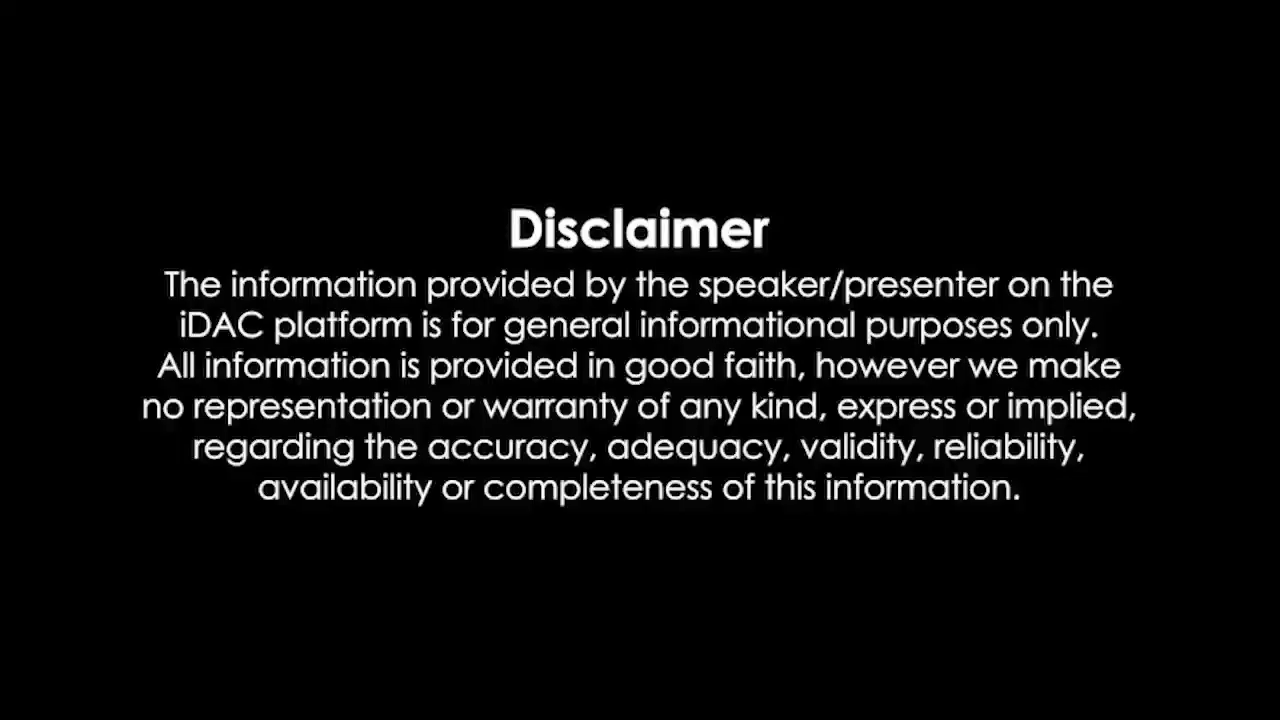 Disclaimer
The information provided by the speaker/presenter on the
iDAC platform is for general informational purposes only.
All information is provided in good faith, however we make
no representation or warranty of any kind, express or implied,
regarding the accuracy, adequacy, validity, reliability,
availability or completeness of this information.